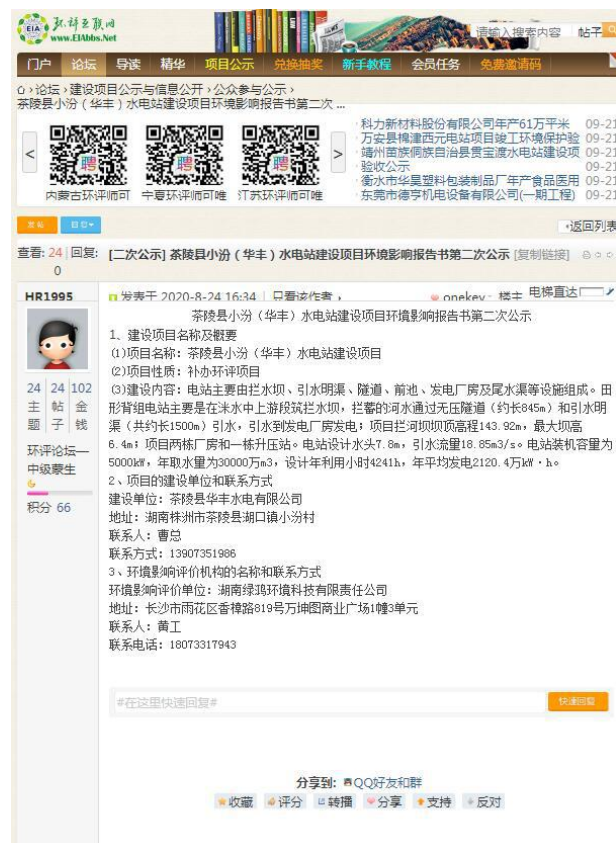 环评互联网
www.EIAbbs.Net
请输入搜索内容 帖子
门户 论坛 导读 精华 项目公示 兑换抽奖 新手教程 会员任务 免费邀请码
论坛 › 建设项目公示与信息公开 › 公众参与公示 ›
茶陵县小汾（华丰）水电站建设项目环境影响报告书第二次 ...
科力新材料股份有限公司年产61万平米 09-21
万安县棉津西元电站项目竣工环境保护验 09-21
靖州苗族侗族自治县贯宝渡水电站建设项 09-21
验收公示 09-21
衡水市华昊塑料包装制品厂年产食品医用 09-21
东莞市德亨机电设备有限公司(一期工程) 09-21
聘 聘 聘
内蒙古环评师可 宁夏环评师可唯 江苏环评师可唯
发帖 回复
返回列表
查看: 24 回复: 0
[二次公示] 茶陵县小汾（华丰）水电站建设项目环境影响报告书第二次公示 [复制链接]
HR1995
发表于 2020-8-24 16:34 | 只看该作者
onekey 楼主 电梯直达
24 24 102
主题 帖子 金钱
环评论坛—中级蒙生
积分 66
茶陵县小汾（华丰）水电站建设项目环境影响报告书第二次公示
1、建设项目名称及概要
(1)项目名称：茶陵县小汾（华丰）水电站建设项目
(2)项目性质：补办环评项目
(3)建设内容：电站主要由拦水坝、引水明渠、隧道、前池、发电厂房及尾水渠等设施组成。田
形背组电站主要是在洣水中上游段筑拦水坝，拦蓄的河水通过无压隧道（约长845m）和引水明
渠（共约长1500m）引水，引水到发电厂房发电；项目拦河坝坝顶高程143.92m，最大坝高
6.4m；项目两栋厂房和一栋升压站。电站设计水头7.8m，引水流量18.85m3/s。电站装机容量为
5000kW，年取水量为30000万m3，设计年利用小时4241h，年平均发电2120.4万kW·h。
2、项目的建设单位和联系方式
建设单位：茶陵县华丰水电有限公司
地址：湖南株洲市茶陵县湖口镇小汾村
联系人：曹总
联系方式：13907351986
3、环境影响评价机构的名称和联系方式
环境影响评价单位：湖南绿鸿环境科技有限责任公司
地址：长沙市雨花区香樟路819号万坤图商业广场1幢3单元
联系人：黄工
联系电话：18073317943
#在这里快速回复#
快速回复
分享到: QQ好友和群
收藏 评分 转播 分享 支持 反对